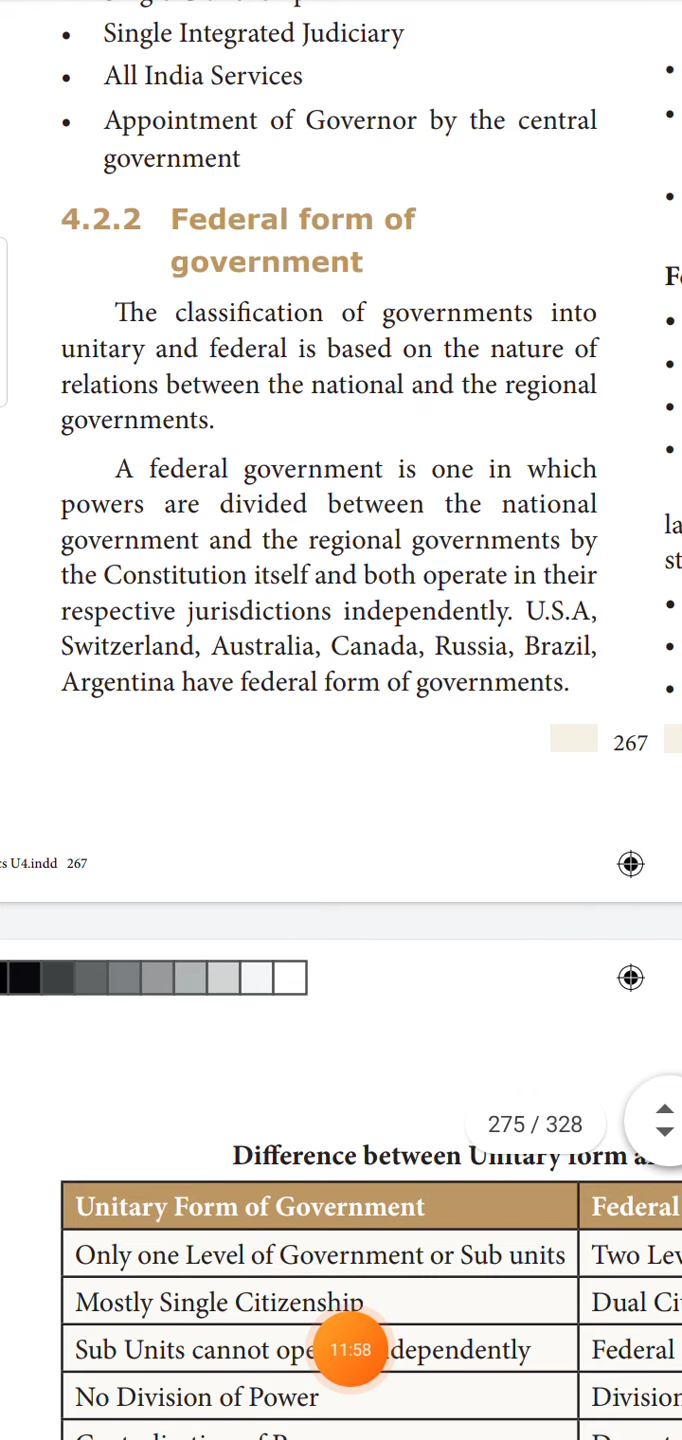 • Single Integrated Judiciary
• All India Services
• Appointment of Governor by the central
government
4.2.2 Federal form of
government
The classification of governments into
unitary and federal is based on the nature of
relations between the national and the regional
governments.
A federal government is one in which
powers are divided between the national
government and the regional governments by
the Constitution itself and both operate in their
respective jurisdictions independently. U.S.A,
Switzerland, Australia, Canada, Russia, Brazil,
Argentina have federal form of governments.
267
U4.indd 267
275 / 328
Difference between Unitary form
Unitary Form of Government Federal
Only one Level of Government or Sub units Two
Mostly Single Citizenship Dual
Sub Units cannot Federal
11:58
No Division of Power